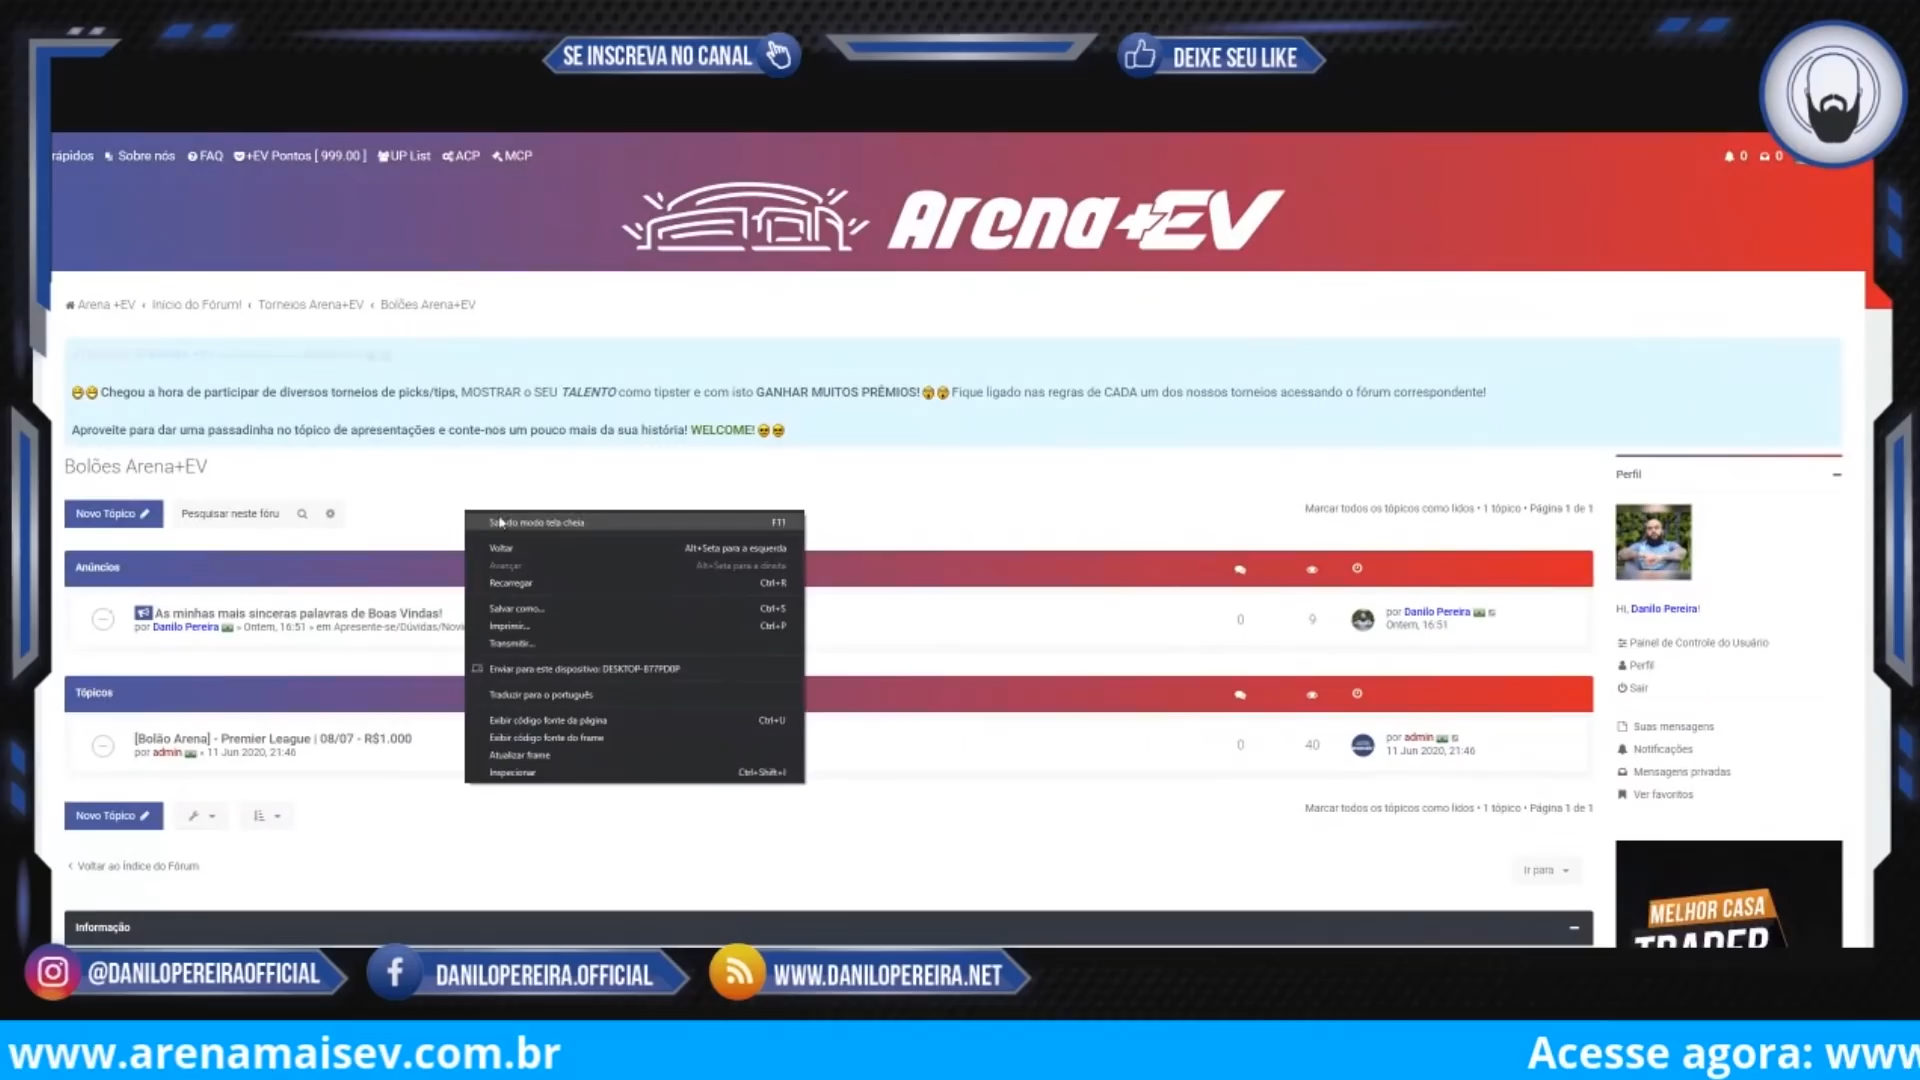 SE INSCREVA NO CANAL
DEIXE SEU LIKE
rápidos Sobre nós FAQ +EV Pontos [ 999.00 ] UP List ACP MCP
0 0
Arena+EV
Arena +EV ‹ Início do Fórum! ‹ Torneios Arena+EV ‹ Bolões Arena+EV
Chegou a hora de participar de diversos torneios de picks/tips, MOSTRAR o SEU TALENTO como tipster e com isto GANHAR MUITOS PRÊMIOS! Fique ligado nas regras de CADA um dos nossos torneios acessando o fórum correspondente!
Aproveite para dar uma passadinha no tópico de apresentações e conte-nos um pouco mais da sua história! WELCOME!
Bolões Arena+EV
Novo Tópico
Pesquisar neste fóru
Marcar todos os tópicos como lidos • 1 tópico • Página 1 de 1
Anúncios
As minhas mais sinceras palavras de Boas Vindas!
por Danilo Pereira » Ontem, 16:51 » em Apresente-se/Dúvidas/Novi
0
9
por Danilo Pereira
Ontem, 16:51
Tópicos
[Bolão Arena] - Premier League | 08/07 - R$1.000
por admin • 11 Jun 2020, 21:46
0
40
por admin
11 Jun 2020, 21:46
Novo Tópico
Marcar todos os tópicos como lidos • 1 tópico • Página 1 de 1
‹ Voltar ao Índice do Fórum
Ir para
Informação
do modo tela cheia F11
Voltar Alt+Seta para a esquerda
Avançar Alt+Seta para a direita
Recarregar Ctrl+R
Salvar como... Ctrl+S
Imprimir... Ctrl+P
Transmitir...
Enviar para este dispositivo: DESKTOP-B77PD0P
Traduzir para o português
Exibir código fonte da página Ctrl+U
Exibir código fonte do frame
Atualizar frame
Inspecionar Ctrl+Shift+I
Perfil
Hi, Danilo Pereira!
Painel de Controle do Usuário
Perfil
Sair
Suas mensagens
Notificações
Mensagens privadas
Ver favoritos
MELHOR CASA
TRADER
@DANILOPEREIRAOFFICIAL
DANILOPEREIRA.OFFICIAL
WWW.DANILOPEREIRA.NET
www.arenamaisev.com.br
Acesse agora: www